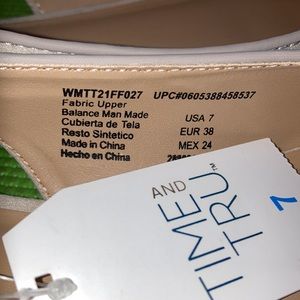 WMTT21FF027 UPC#0605388458537
Fabric Upper
Balance Man Made USA 7
Cubierta de Tela EUR 38
Resto Sintetico MEX 24
Made in China
Hecho en China
TIME AND TRU™
7